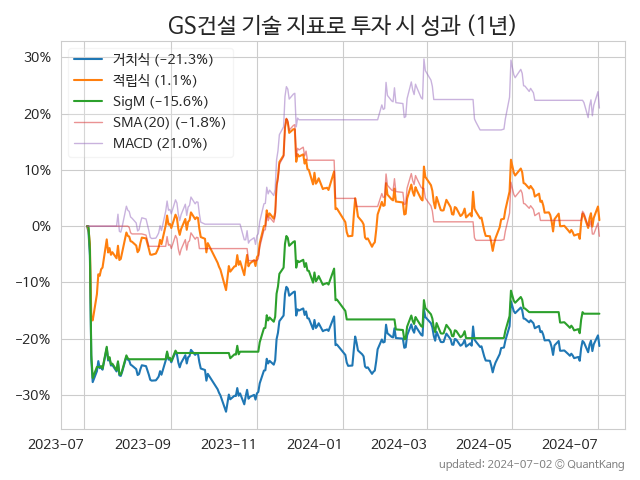 GS건설 기술 지표로 투자 시 성과 (1년)
30%
20%
10%
0%
−10%
−20%
−30%
거치식 (−21.3%)
적립식 (1.1%)
SigM (−15.6%)
SMA(20) (−1.8%)
MACD (21.0%)
2023-07
2023-09
2023-11
2024-01
2024-03
2024-05
2024-07
updated: 2024-07-02 © QuantKang